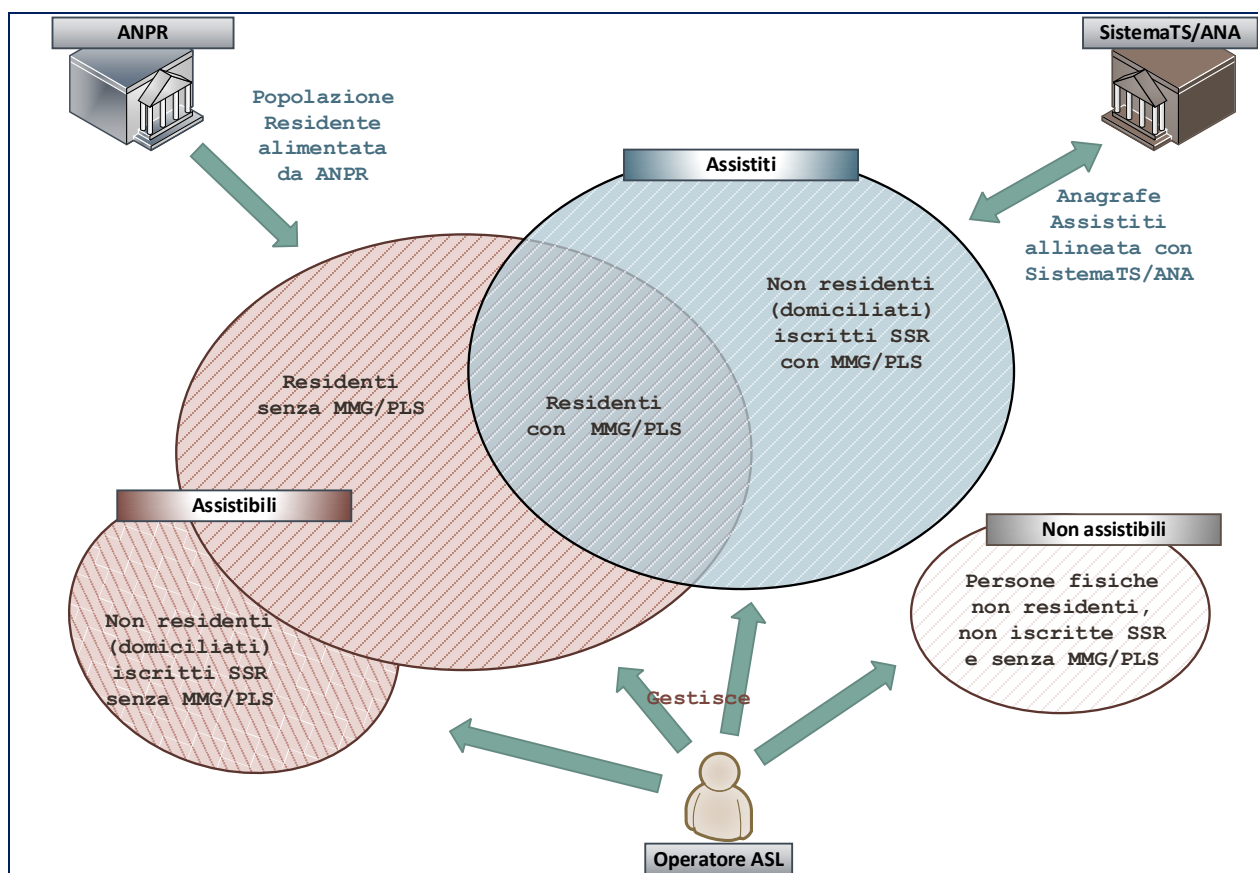 ANPR
SistemaTS/ANA
Popolazione
Residente
alimentata
da ANPR
Assistiti
Anagrafe
Assistiti
allineata con
SistemaTS/ANA
Non residenti
(domiciliati)
iscritti SSR
con MMG/PLS
Residenti
senza MMG/PLS
Residenti
con MMG/PLS
Assistibili
Non residenti
(domiciliati)
iscritti SSR
senza MMG/PLS
Non assistibili
Persone fisiche
non residenti,
non iscritte SSR
e senza MMG/PLS
Gestisce
Operatore ASL